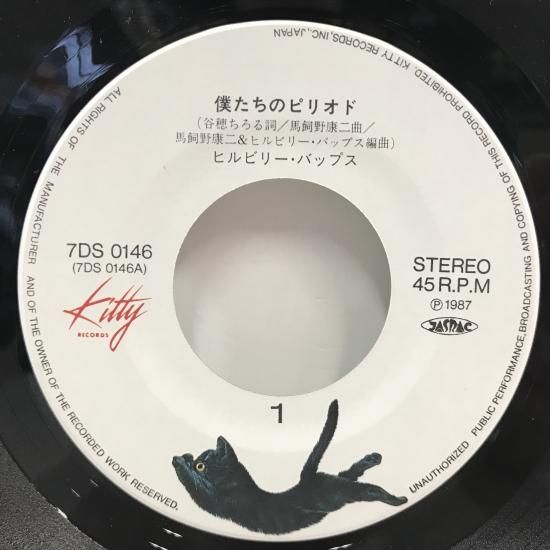 僕たちのピリオド
(谷穂ちろる詞／馬飼野康二曲／
馬飼野康二&ヒルビリー・バップス編曲)
ヒルビリー・バップス
7DS 0146
(7DS 0146A)
Kitty
RECORDS
STEREO
45 R.P.M
Ⓟ 1987
JASRAC
1
ALL RIGHTS OF THE MANUFACTURER AND OF THE OWNER OF THE RECORDED WORK RESERVED.
UNAUTHORIZED PUBLIC PERFORMANCE, BROADCASTING AND COPYING OF THIS RECORD PROHIBITED. KITTY RECORDS, INC., JAPAN